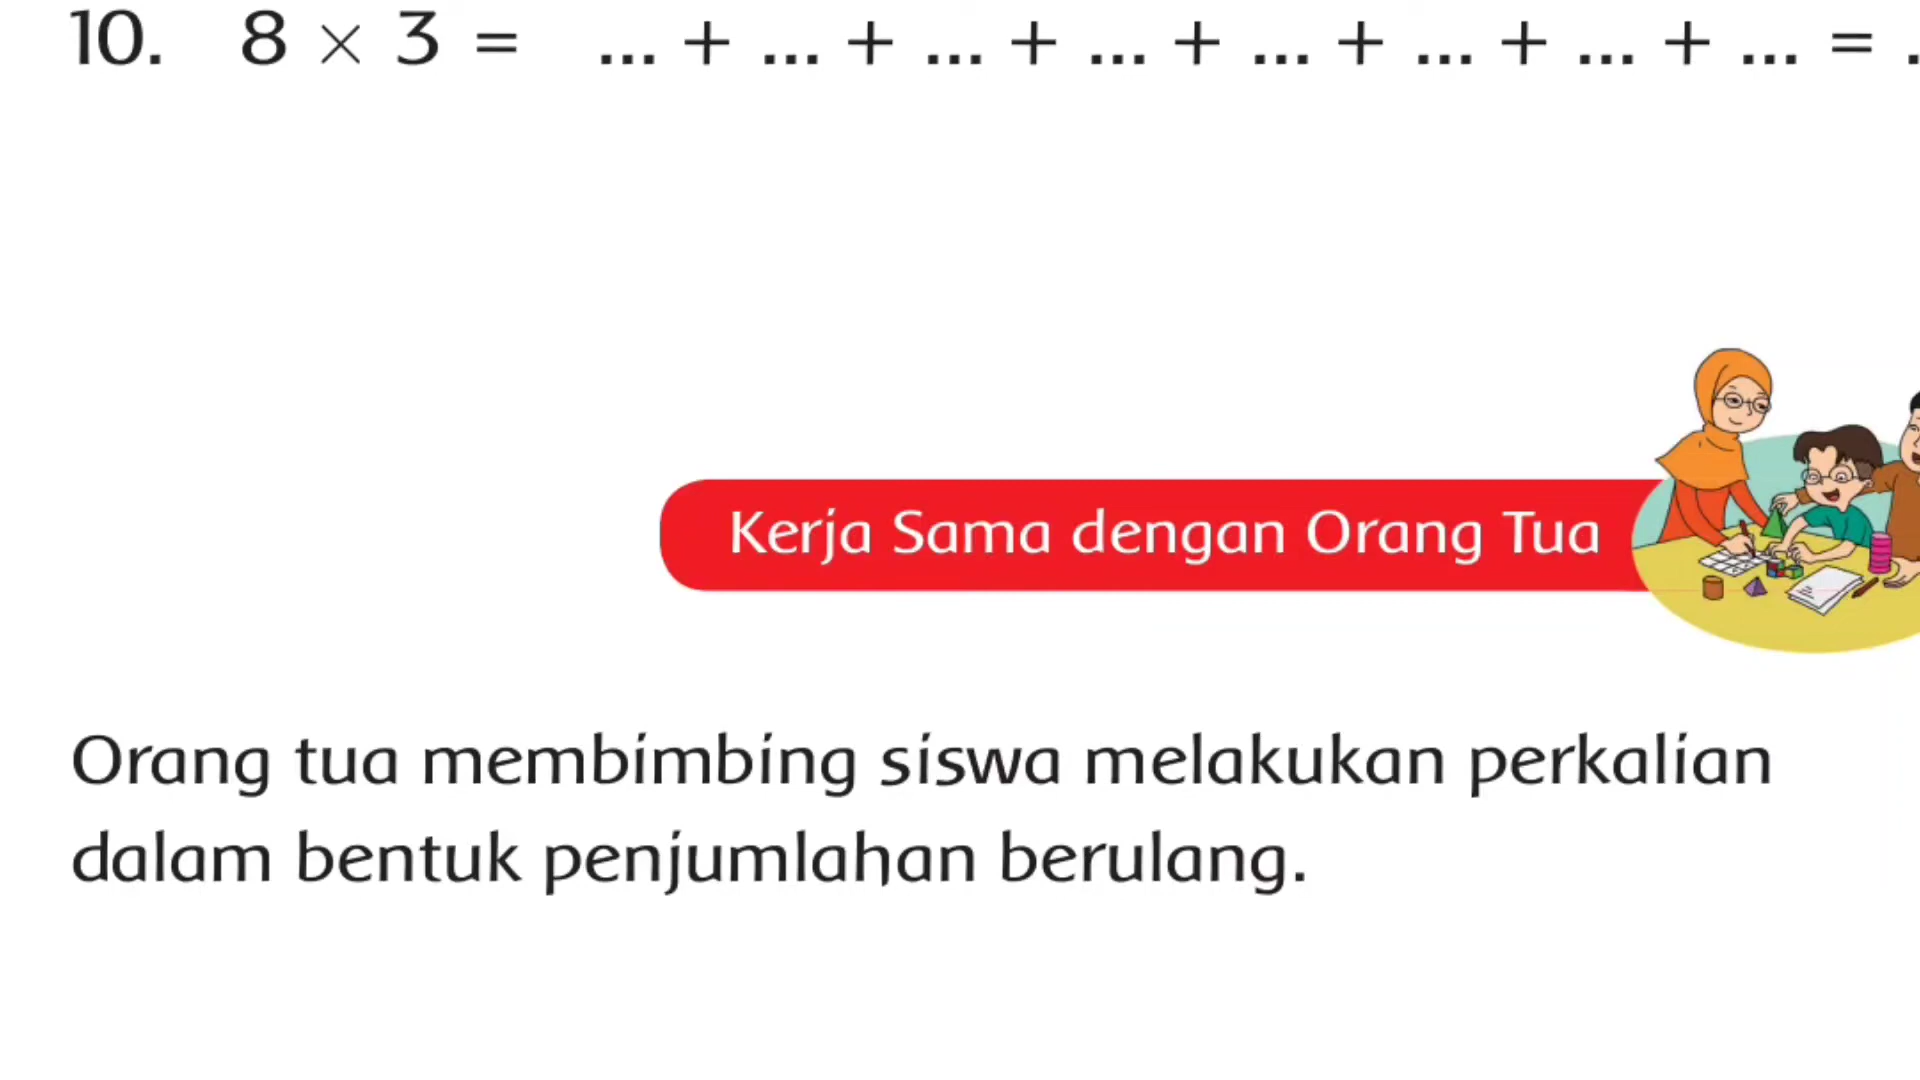 10. 8 × 3 = ... + ... + ... + ... + ... + ... + ... + ... = .
Kerja Sama dengan Orang Tua
Orang tua membimbing siswa melakukan perkalian
dalam bentuk penjumlahan berulang.